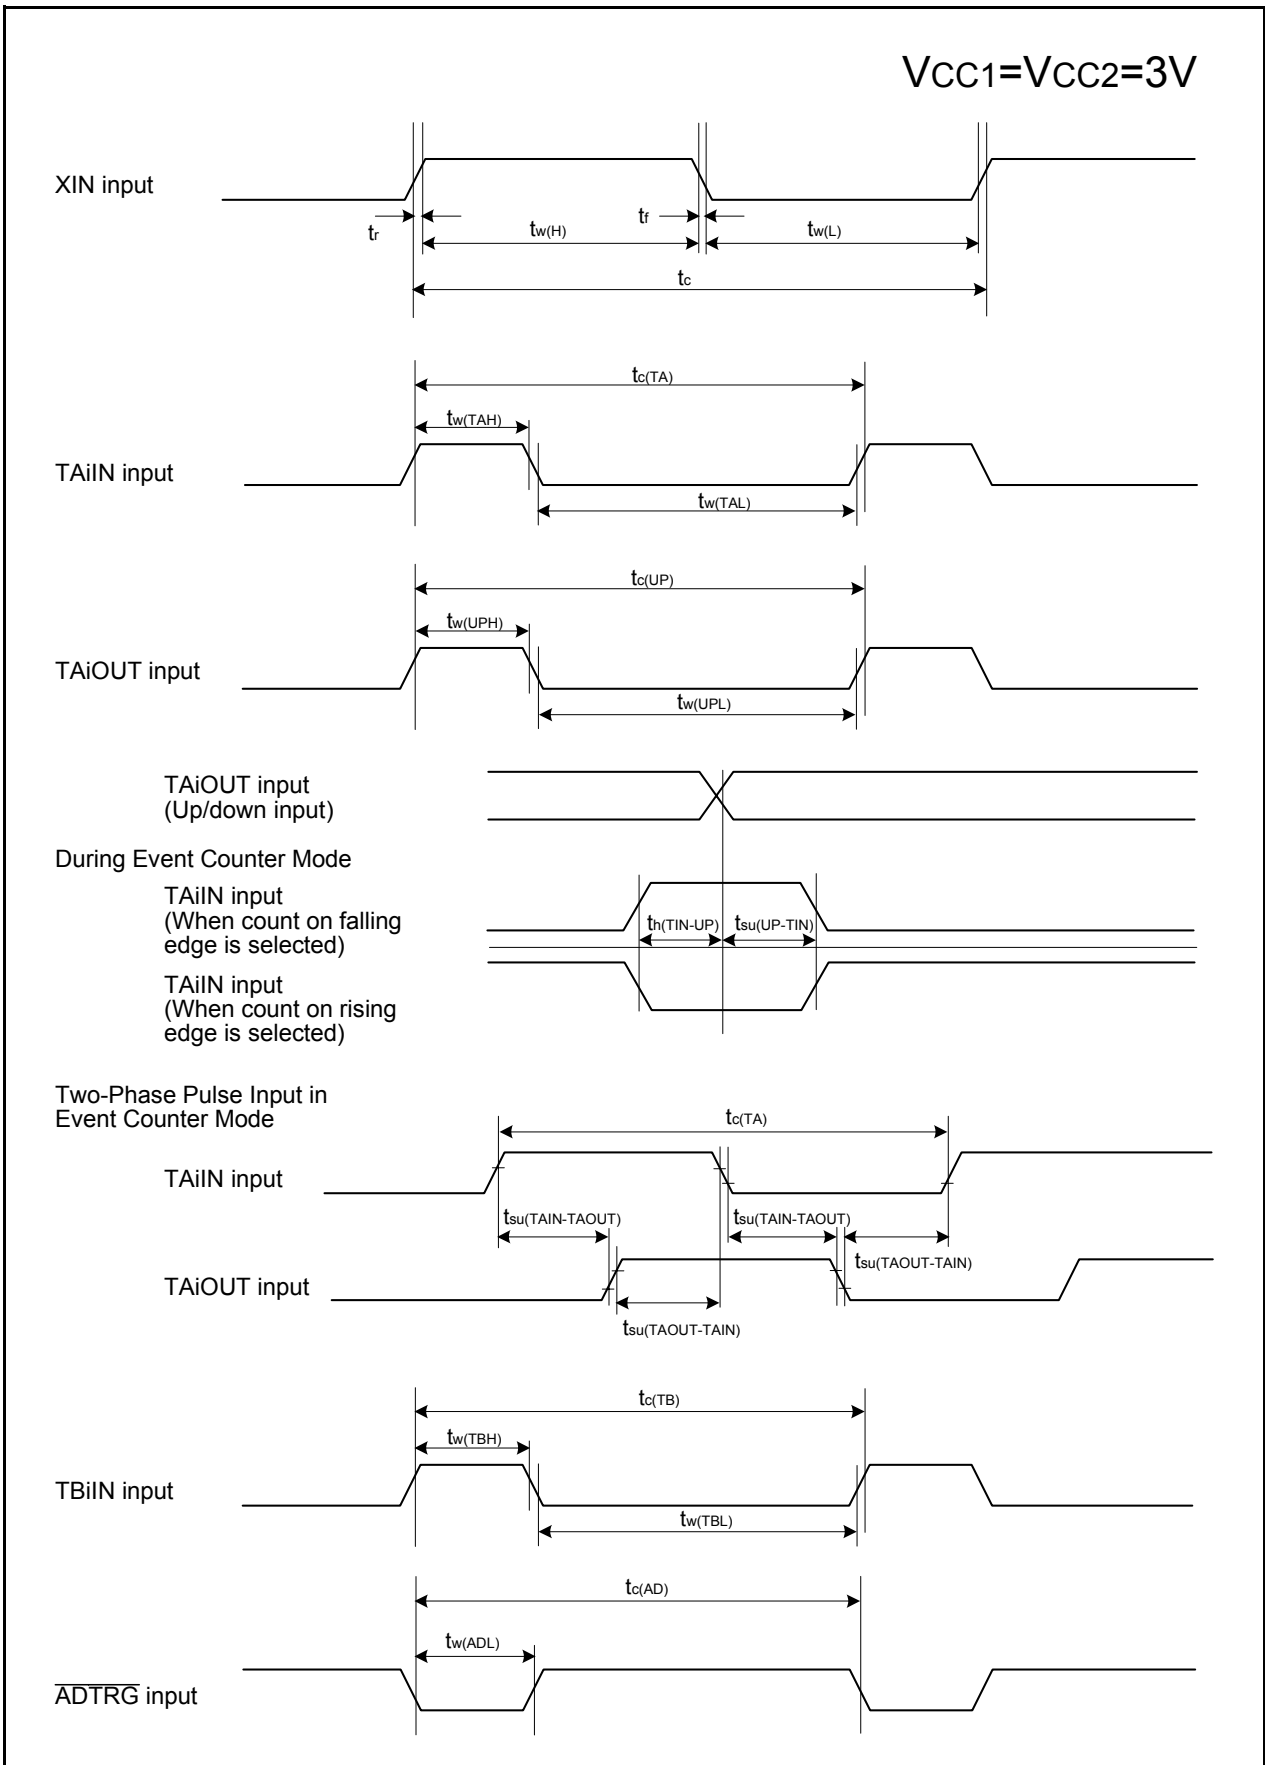 VCC1=VCC2=3V
XIN input
tr
tw(H)
tf
tw(L)
tc
tc(TA)
tw(TAH)
TAiIN input
tw(TAL)
tc(UP)
tw(UPH)
TAiOUT input
tw(UPL)
TAiOUT input
(Up/down input)
During Event Counter Mode
TAiIN input
(When count on falling
edge is selected)
th(TIN-UP)
tsu(UP-TIN)
TAiIN input
(When count on rising
edge is selected)
Two-Phase Pulse Input in
Event Counter Mode
tc(TA)
TAiIN input
tsu(TAIN-TAOUT)
tsu(TAIN-TAOUT)
tsu(TAOUT-TAIN)
TAiOUT input
tsu(TAOUT-TAIN)
tc(TB)
tw(TBH)
TBiIN input
tw(TBL)
tc(AD)
tw(ADL)
ADTRG input